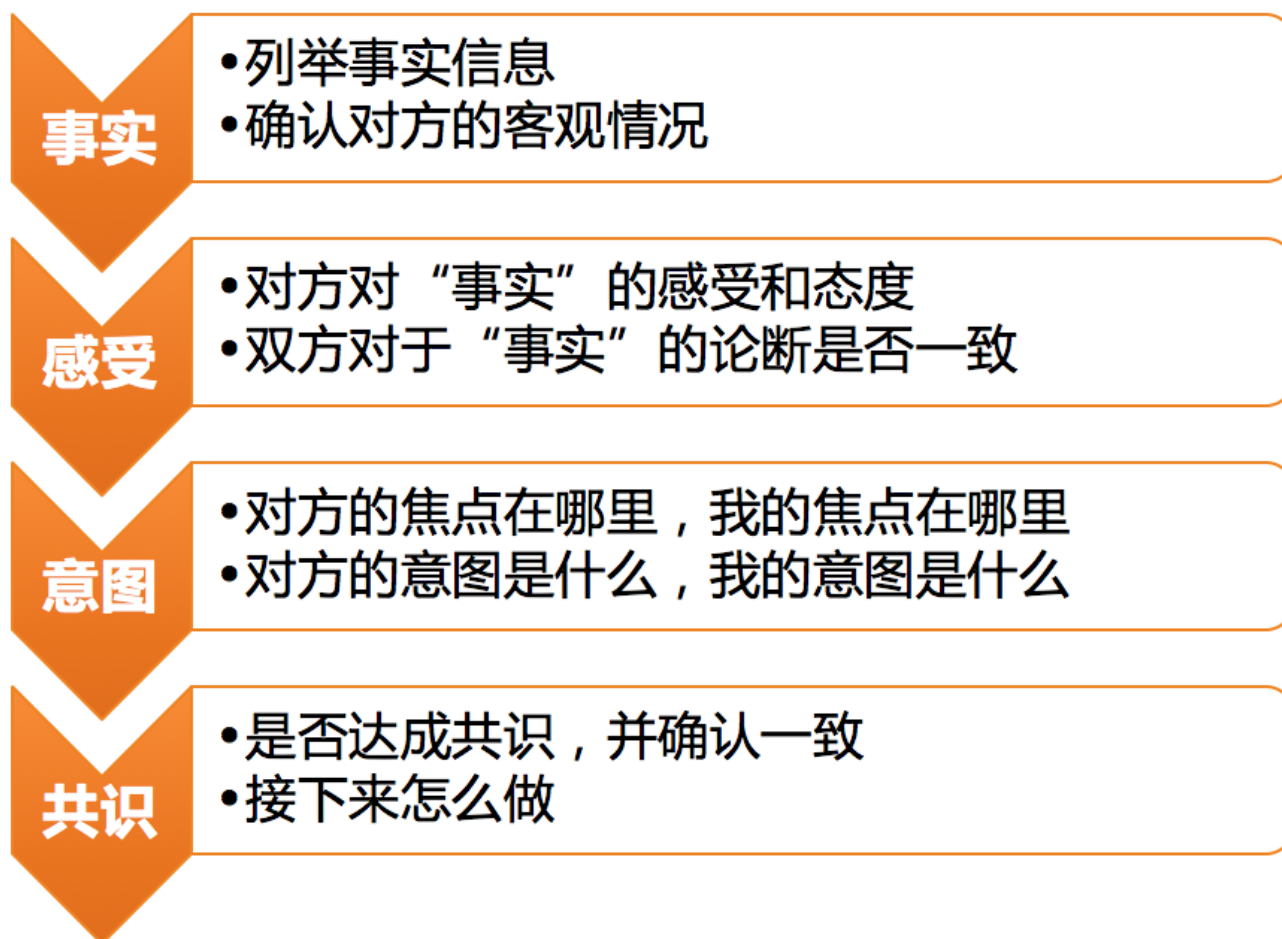 事实
•列举事实信息
•确认对方的客观情况
感受
•对方对“事实”的感受和态度
•双方对于“事实”的论断是否一致
意图
•对方的焦点在哪里，我的焦点在哪里
•对方的意图是什么，我的意图是什么
共识
•是否达成共识，并确认一致
•接下来怎么做